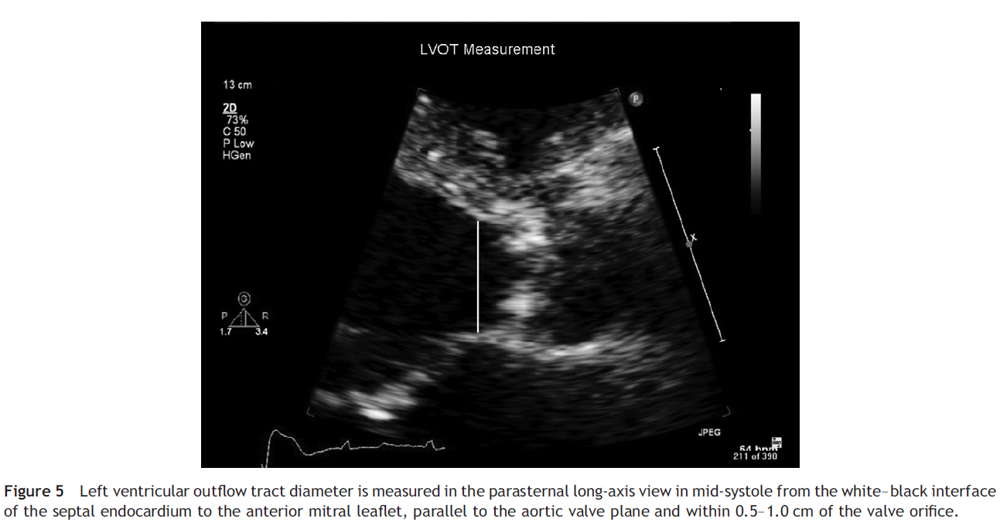 LVOT Measurement
13 cm
2D
73%
C 50
P Low
HGen
P
X
G
P R
1.7 3.4
JPEG
64 bpm
211 of 390
Figure 5 Left ventricular outflow tract diameter is measured in the parasternal long-axis view in mid-systole from the white–black interface
of the septal endocardium to the anterior mitral leaflet, parallel to the aortic valve plane and within 0.5–1.0 cm of the valve orifice.